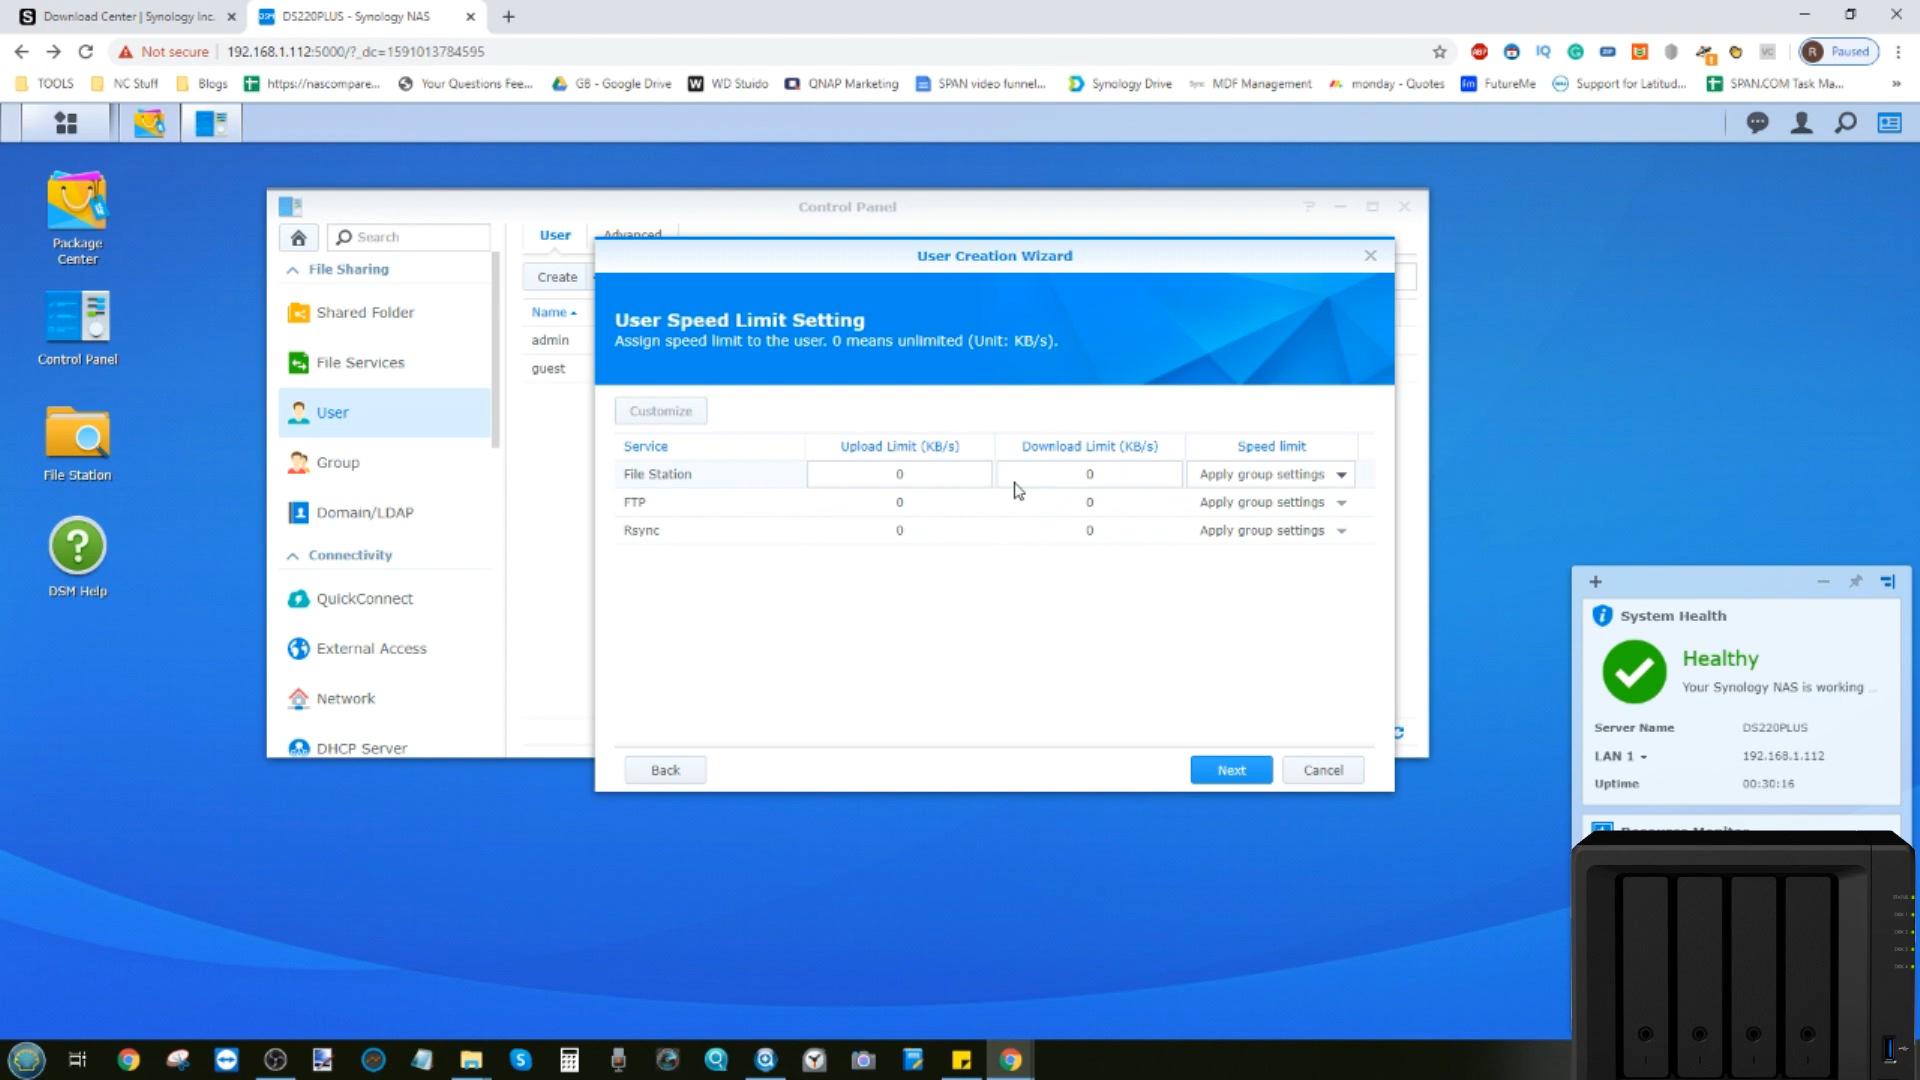 Download Center | Synology Inc.
DS220PLUS - Synology NAS
Not secure
192.168.1.112:5000/?_dc=1591013784595
Paused
TOOLS
NC Stuff
Blogs
https://nascompare...
Your Questions Fee...
GB - Google Drive
WD Stuido
QNAP Marketing
SPAN video funnel...
Synology Drive
MDF Management
monday - Quotes
FutureMe
Support for Latitud...
SPAN.COM Task Ma...
Package
Center
Control Panel
File Station
DSM Help
Control Panel
Search
File Sharing
Shared Folder
File Services
User
Group
Domain/LDAP
Connectivity
QuickConnect
External Access
Network
DHCP Server
User
Advanced
Create
Name
admin
guest
User Creation Wizard
User Speed Limit Setting
Assign speed limit to the user. 0 means unlimited (Unit: KB/s).
Customize
Service Upload Limit (KB/s) Download Limit (KB/s) Speed limit
File Station 0 0 Apply group settings
FTP 0 0 Apply group settings
Rsync 0 0 Apply group settings
Back
Next
Cancel
System Health
Healthy
Your Synology NAS is working ...
Server Name DS220PLUS
LAN 1 192.168.1.112
Uptime 00:30:16